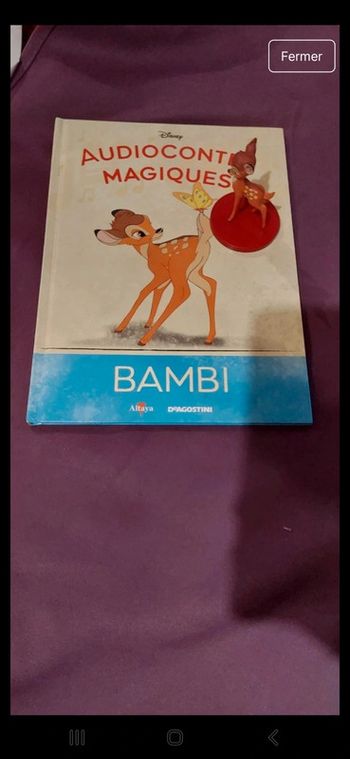 Fermer
Disney
AUDIOCONT
MAGIQUES
BAMBI
Altaya
DEAGOSTINI